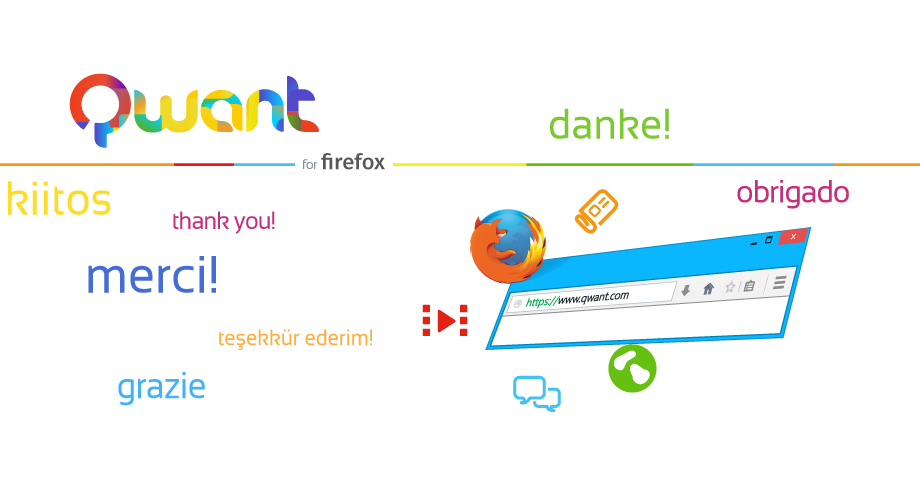 Qwant
for firefox
danke!
kiitos
thank you!
obrigado
merci!
https://www.qwant.com
teşekkür ederim!
grazie